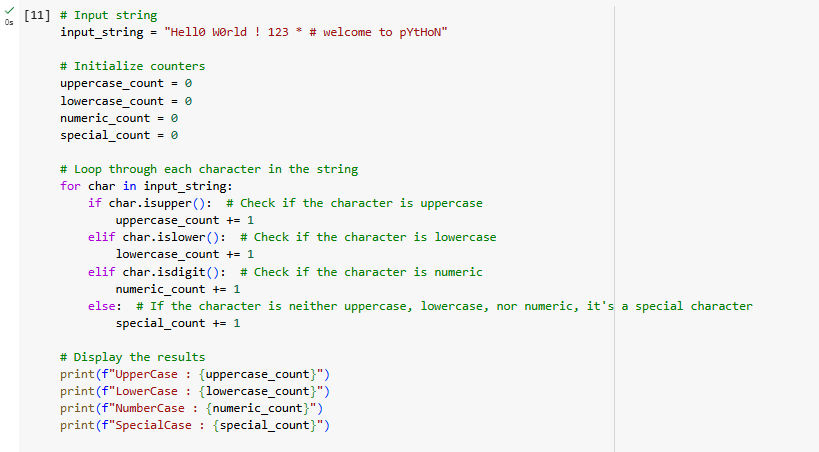 0s
[11] # Input string
input_string = "Hell0 W0rld ! 123 * # welcome to pYtHoN"
# Initialize counters
uppercase_count = 0
lowercase_count = 0
numeric_count = 0
special_count = 0
# Loop through each character in the string
for char in input_string:
    if char.isupper():  # Check if the character is uppercase
        uppercase_count += 1
    elif char.islower():  # Check if the character is lowercase
        lowercase_count += 1
    elif char.isdigit():  # Check if the character is numeric
        numeric_count += 1
    else:  # If the character is neither uppercase, lowercase, nor numeric, it's a special character
        special_count += 1
# Display the results
print(f"UpperCase : {uppercase_count}")
print(f"LowerCase : {lowercase_count}")
print(f"NumberCase : {numeric_count}")
print(f"SpecialCase : {special_count}")